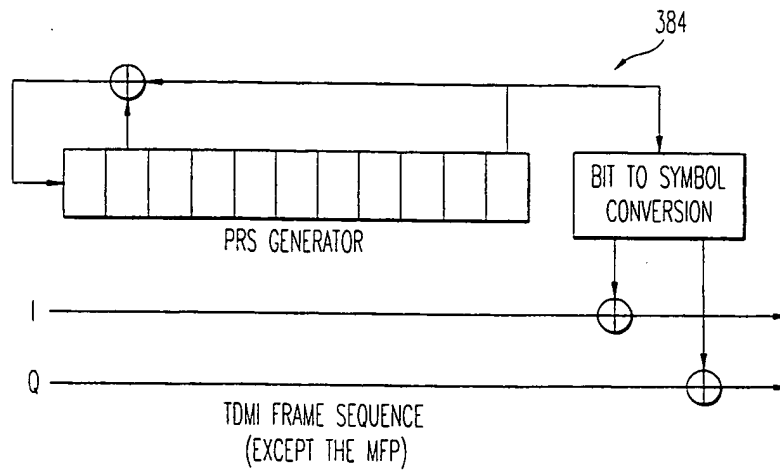 384
BIT TO SYMBOL
CONVERSION
PRS GENERATOR
I
Q
TDMI FRAME SEQUENCE
(EXCEPT THE MFP)